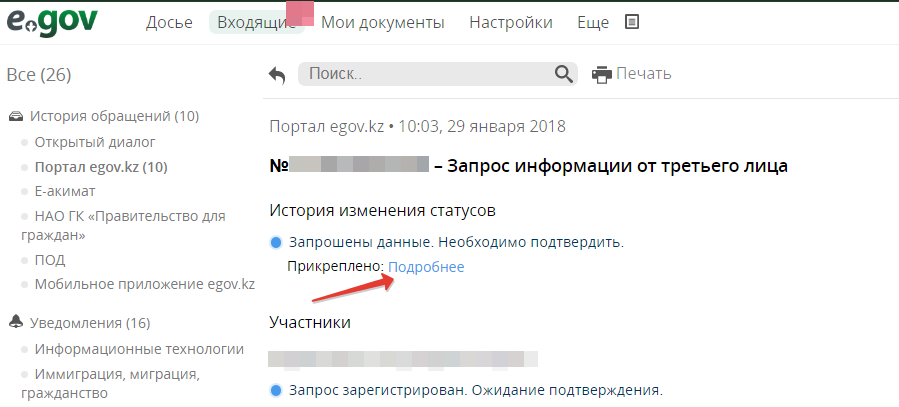 e.gov
Досье Входящие Мои документы Настройки Еще
Все (26)
Поиск.. Печать
История обращений (10)
Открытый диалог
Портал egov.kz (10)
Е-акимат
НАО ГК «Правительство для
граждан»
ПОД
Мобильное приложение egov.kz
Уведомления (16)
Информационные технологии
Иммиграция, миграция,
гражданство
Портал egov.kz • 10:03, 29 января 2018
№ – Запрос информации от третьего лица
История изменения статусов
Запрошены данные. Необходимо подтвердить.
Прикреплено: Подробнее
Участники
Запрос зарегистрирован. Ожидание подтверждения.